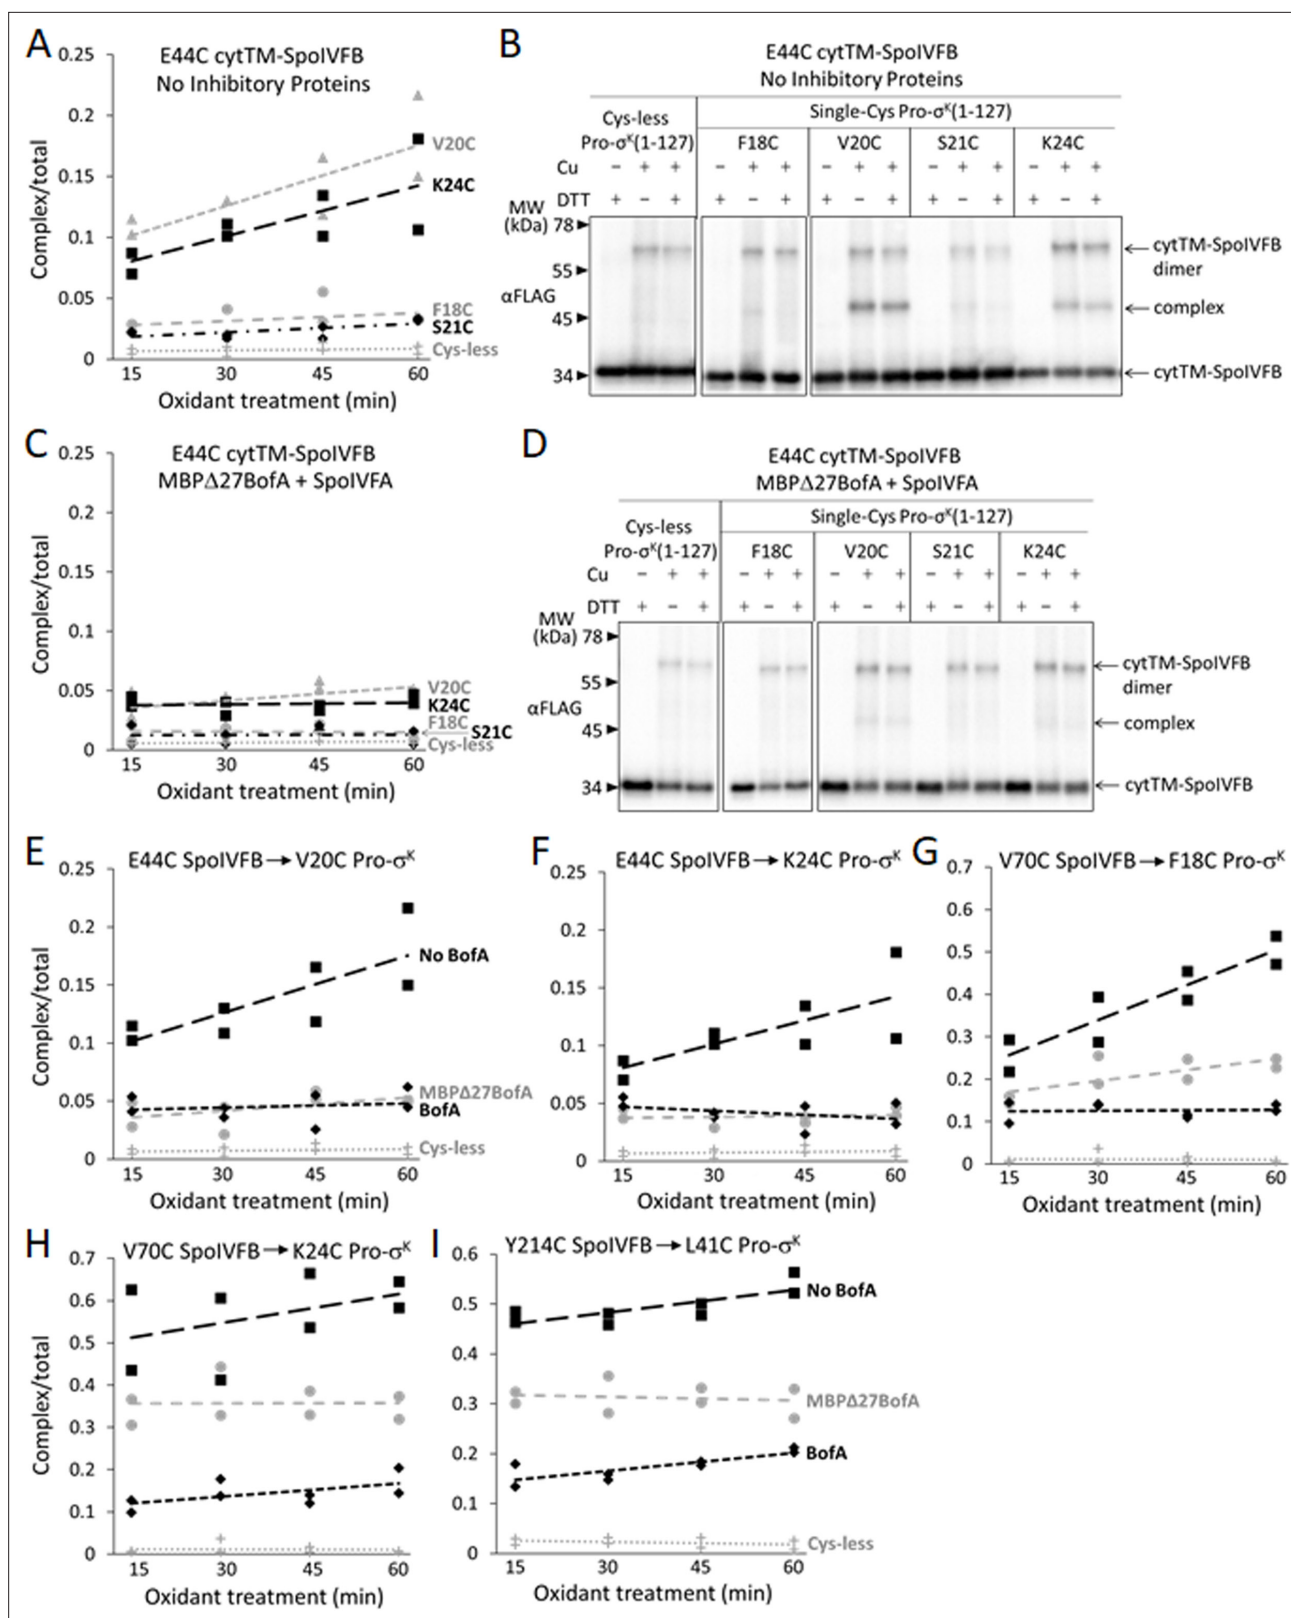 A
E44C cytTM-SpoIVFB
No Inhibitory Proteins
0.25
0.2
0.15
0.1
0.05
0
V20C
K24C
F18C
S21C
Cys-less
15 30 45 60
Oxidant treatment (min)
Complex/total
B
E44C cytTM-SpoIVFB
No Inhibitory Proteins
Single-Cys Pro-σᴷ(1-127)
Cys-less
Pro-σᴷ(1-127)
F18C V20C S21C K24C
Cu – + + – + + – + + – + + – + +
DTT + – + + – + + – + + – + + – +
MW
(kDa)
78
55
αFLAG
45
34
cytTM-SpoIVFB
dimer
complex
cytTM-SpoIVFB
C
E44C cytTM-SpoIVFB
MBPΔ27BofA + SpoIVFA
0.25
0.2
0.15
0.1
0.05
0
V20C
K24C
F18C
S21C
Cys-less
15 30 45 60
Oxidant treatment (min)
Complex/total
D
E44C cytTM-SpoIVFB
MBPΔ27BofA + SpoIVFA
Single-Cys Pro-σᴷ(1-127)
Cys-less
Pro-σᴷ(1-127)
F18C V20C S21C K24C
Cu – + + – + + – + + – + + – + +
DTT + – + + – + + – + + – + + – +
MW
(kDa)
78
55
αFLAG
45
34
cytTM-SpoIVFB
dimer
complex
cytTM-SpoIVFB
E
E44C SpoIVFB → V20C Pro-σᴷ
0.25
0.2
0.15
0.1
0.05
0
No BofA
MBPΔ27BofA
BofA
Cys-less
15 30 45 60
Oxidant treatment (min)
Complex/total
F
E44C SpoIVFB → K24C Pro-σᴷ
0.25
0.2
0.15
0.1
0.05
0
15 30 45 60
Oxidant treatment (min)
G
V70C SpoIVFB → F18C Pro-σᴷ
0.7
0.6
0.5
0.4
0.3
0.2
0.1
0
15 30 45 60
Oxidant treatment (min)
H
V70C SpoIVFB → K24C Pro-σᴷ
0.7
0.6
0.5
0.4
0.3
0.2
0.1
0
15 30 45 60
Oxidant treatment (min)
Complex/total
I
Y214C SpoIVFB → L41C Pro-σᴷ
0.6
0.5
0.4
0.3
0.2
0.1
0
No BofA
MBPΔ27BofA
BofA
Cys-less
15 30 45 60
Oxidant treatment (min)